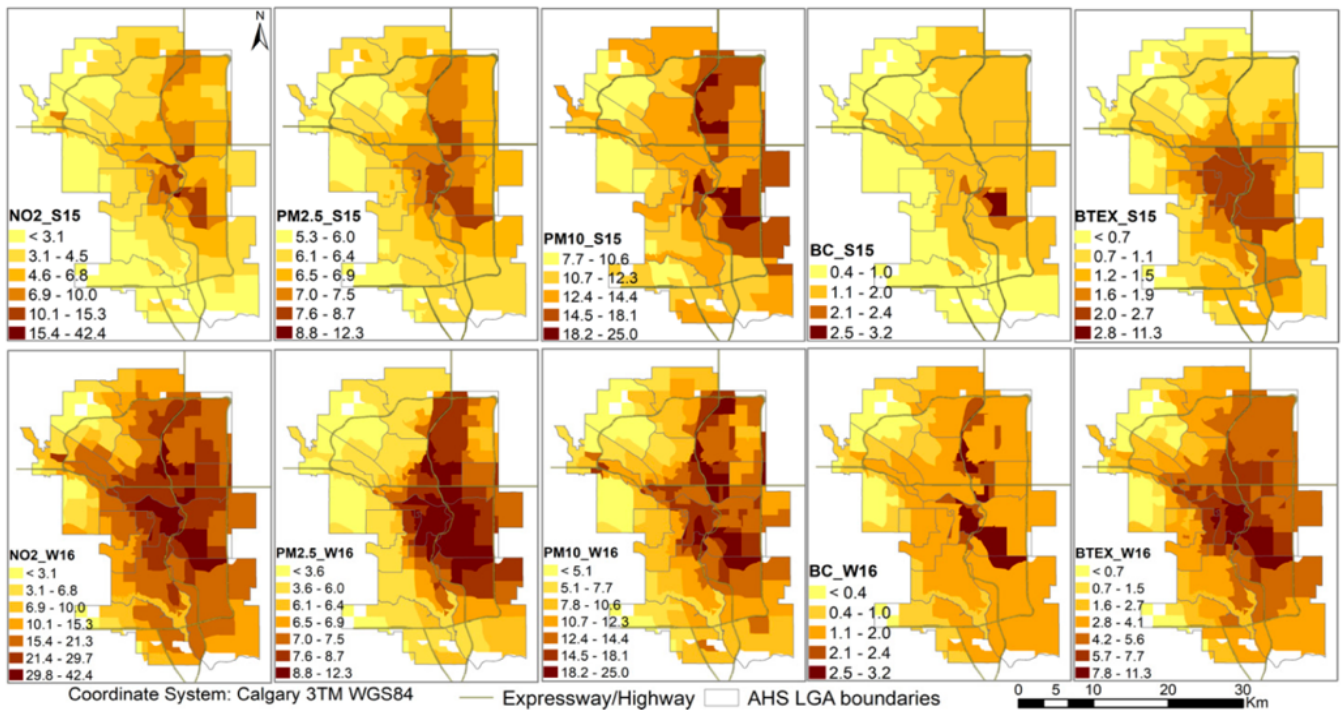 N
NO2_S15
< 3.1
3.1 - 4.5
4.6 - 6.8
6.9 - 10.0
10.1 - 15.3
15.4 - 42.4
PM2.5_S15
5.3 - 6.0
6.1 - 6.4
6.5 - 6.9
7.0 - 7.5
7.6 - 8.7
8.8 - 12.3
PM10_S15
7.7 - 10.6
10.7 - 12.3
12.4 - 14.4
14.5 - 18.1
18.2 - 25.0
BC_S15
0.4 - 1.0
1.1 - 2.0
2.1 - 2.4
2.5 - 3.2
BTEX_S15
< 0.7
0.7 - 1.1
1.2 - 1.5
1.6 - 1.9
2.0 - 2.7
2.8 - 11.3
NO2_W16
< 3.1
3.1 - 6.8
6.9 - 10.0
10.1 - 15.3
15.4 - 21.3
21.4 - 29.7
29.8 - 42.4
PM2.5_W16
< 3.6
3.6 - 6.0
6.1 - 6.4
6.5 - 6.9
7.0 - 7.5
7.6 - 8.7
8.8 - 12.3
PM10_W16
< 5.1
5.1 - 7.7
7.8 - 10.6
10.7 - 12.3
12.4 - 14.4
14.5 - 18.1
18.2 - 25.0
BC_W16
< 0.4
0.4 - 1.0
1.1 - 2.0
2.1 - 2.4
2.5 - 3.2
BTEX_W16
< 0.7
0.7 - 1.5
1.6 - 2.7
2.8 - 4.1
4.2 - 5.6
5.7 - 7.7
7.8 - 11.3
Coordinate System: Calgary 3TM WGS84
Expressway/Highway
AHS LGA boundaries
0 5 10 20 30
Km